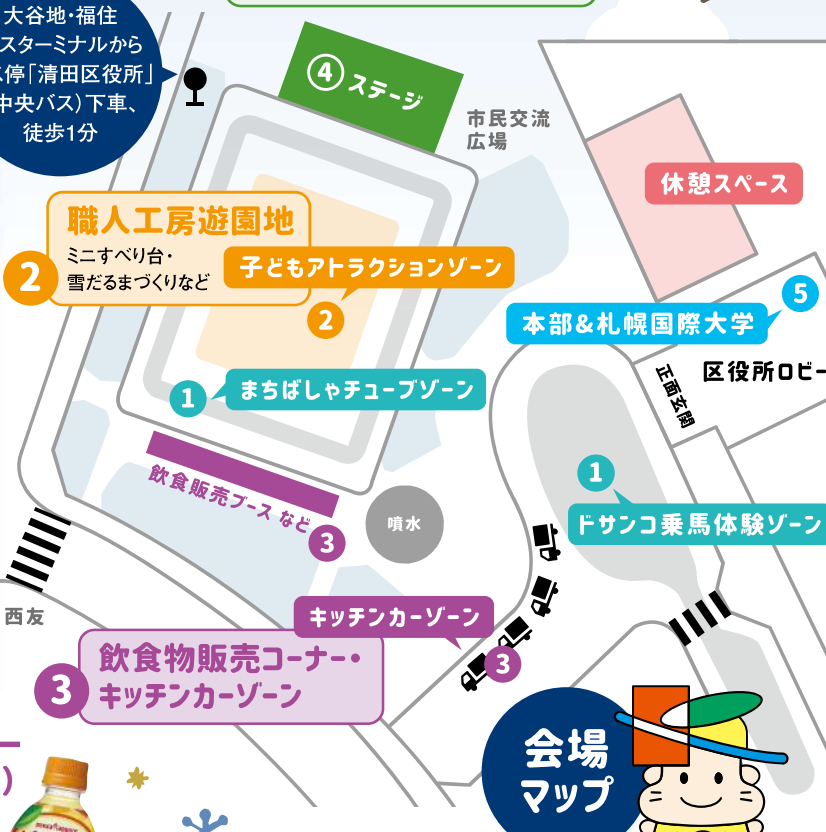 大谷地・福住
スターミナルから
停「清田区役所」
中央バス)下車、
徒歩1分
④ ステージ
市民交流
広場
休憩スペース
職人工房遊園地
2
ミニすべり台・
雪だるまづくりなど
子どもアトラクションゾーン
2
5
本部&札幌国際大学
区役所ロビー
正面玄関
1
まちばしゃチューブゾーン
飲食販売ブース など
3
噴水
1
ドサンコ乗馬体験ゾーン
西友
キッチンカーゾーン
3
3
飲食物販売コーナー・
キッチンカーゾーン
会場
マップ
)